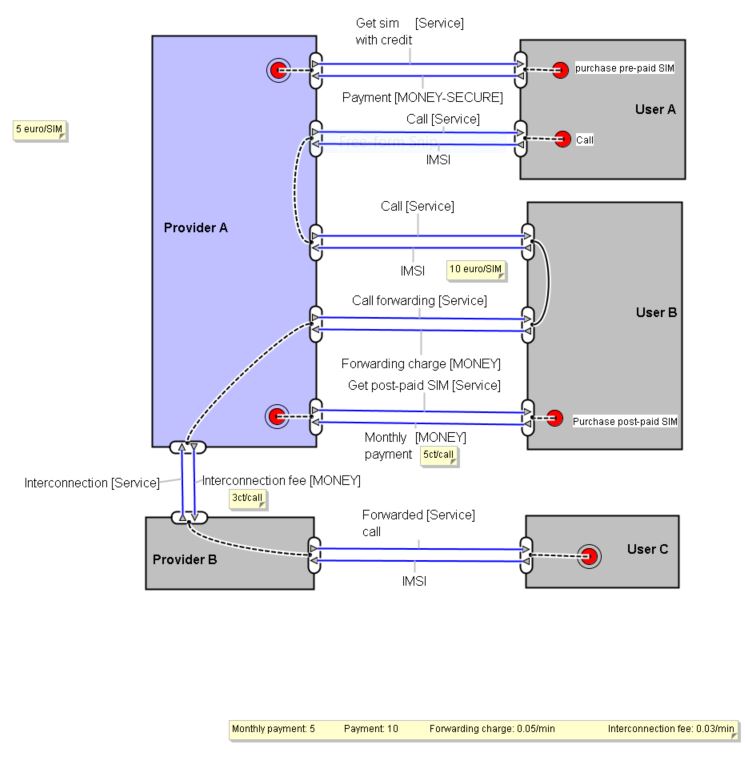 Get sim [Service]
with credit
purchase pre-paid SIM
Payment [MONEY-SECURE]
User A
Call [Service]
5 euro/SIM
Free-form Snip
Call
IMSI
Call [Service]
Provider A
IMSI
10 euro/SIM
Call forwarding [Service]
User B
Forwarding charge [MONEY]
Get post-paid SIM [Service]
Purchase post-paid SIM
Monthly [MONEY]
payment
5ct/call
Interconnection [Service]
Interconnection fee [MONEY]
3ct/call
Forwarded [Service]
call
User C
Provider B
IMSI
Monthly payment: 5 Payment: 10 Forwarding charge: 0.05/min Interconnection fee: 0.03/min